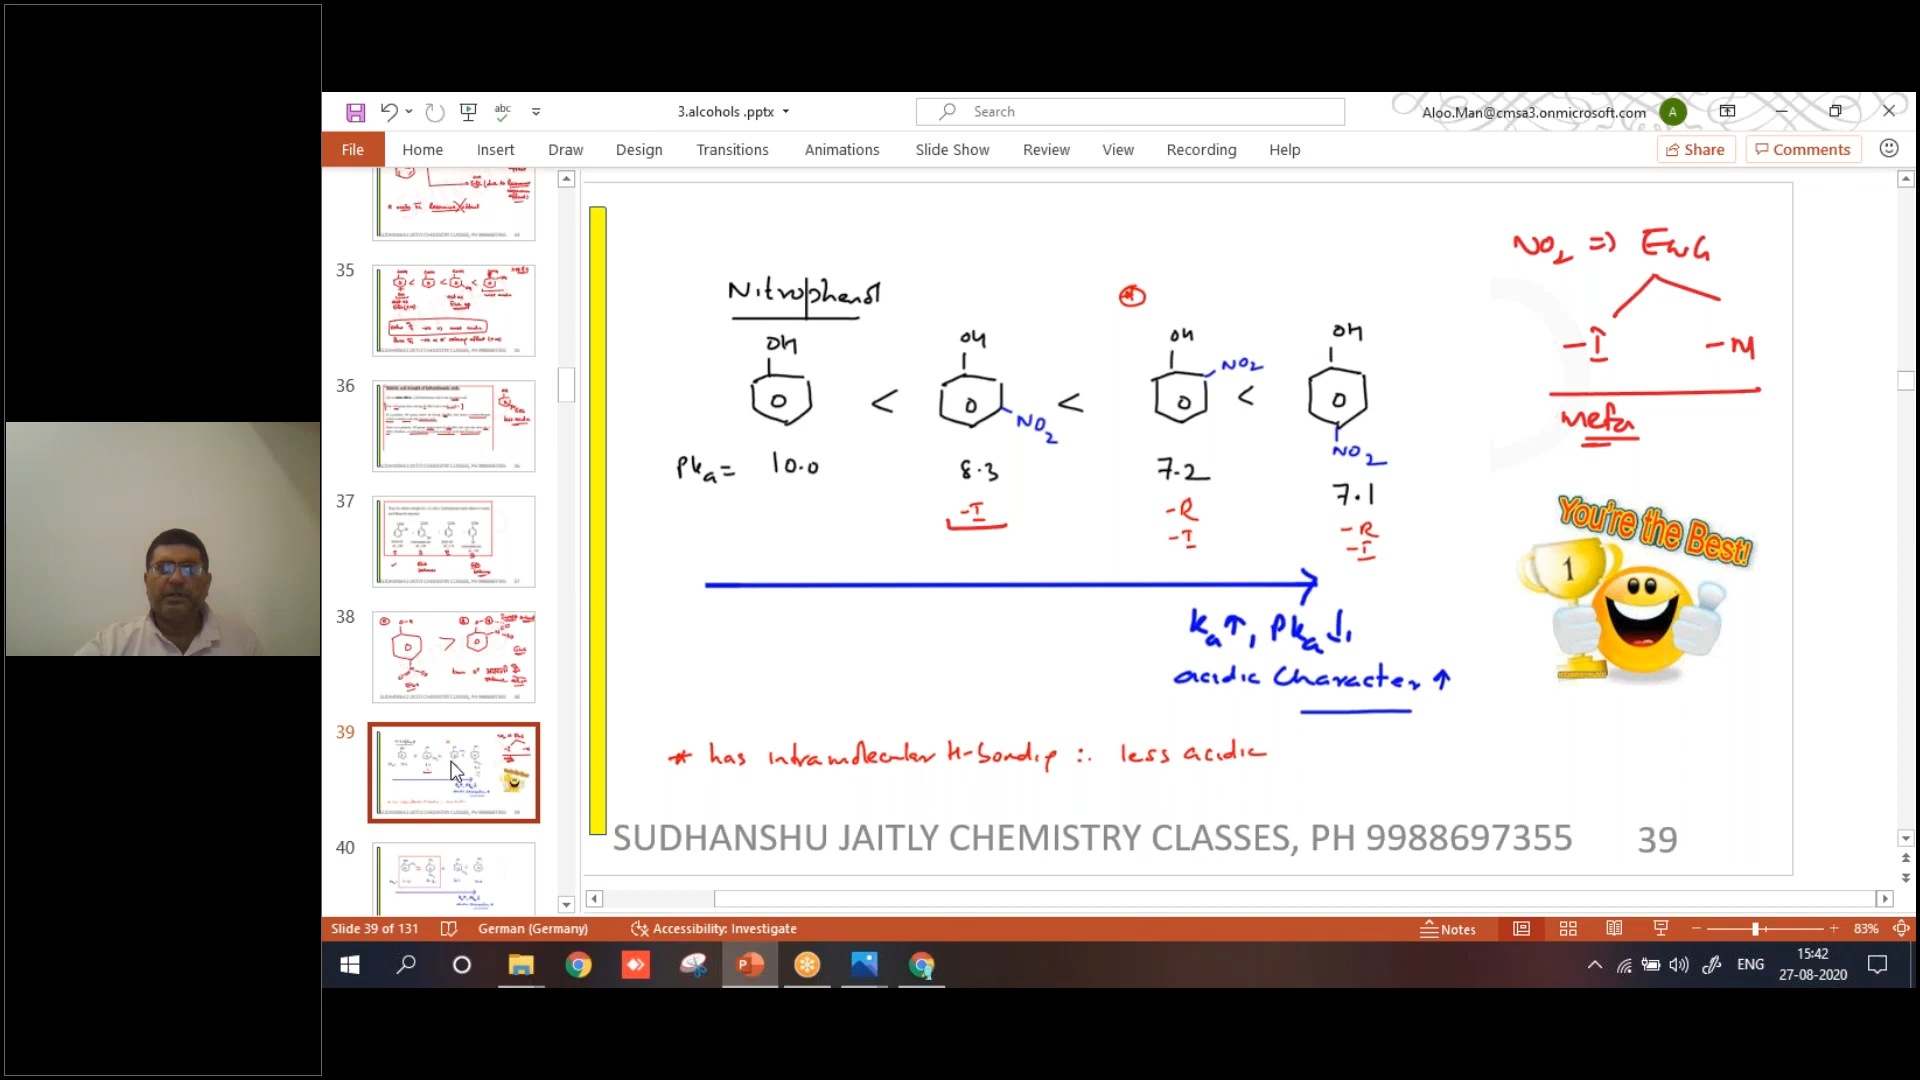 3.alcohols .pptx
Search
Aloo.Man@cmsa3.onmicrosoft.com
A
File Home Insert Draw Design Transitions Animations Slide Show Review View Recording Help
Share
Comments
35
36
37
38
39
40
Nitrophenol
NO2 => EWG
-I -M
meta
OH OH OH OH
< < <
NO2 NO2 NO2
Pka = 10.0 8.3 7.2 7.1
-I -R -R
-I -I
You're the Best!
1
ka↑, Pka↓,
acidic character ↑
* has intramolecular H-bondig ∴ less acidic
SUDHANSHU JAITLY CHEMISTRY CLASSES, PH 9988697355 39
Slide 39 of 131 German (Germany) Accessibility: Investigate Notes 83%
ENG
15:42
27-08-2020